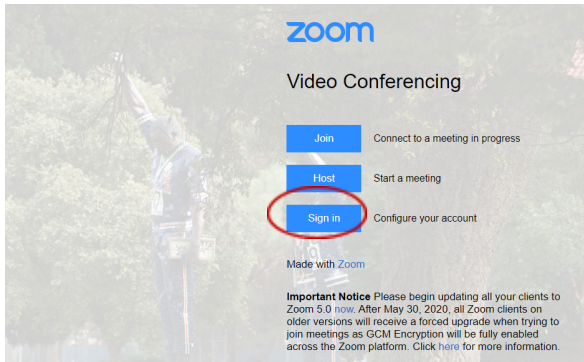 zoom
Video Conferencing
Join Connect to a meeting in progress
Host Start a meeting
Sign in Configure your account
Made with Zoom
Important Notice Please begin updating all your clients to
Zoom 5.0 now. After May 30, 2020, all Zoom clients on
older versions will receive a forced upgrade when trying to
join meetings as GCM Encryption will be fully enabled
across the Zoom platform. Click here for more information.